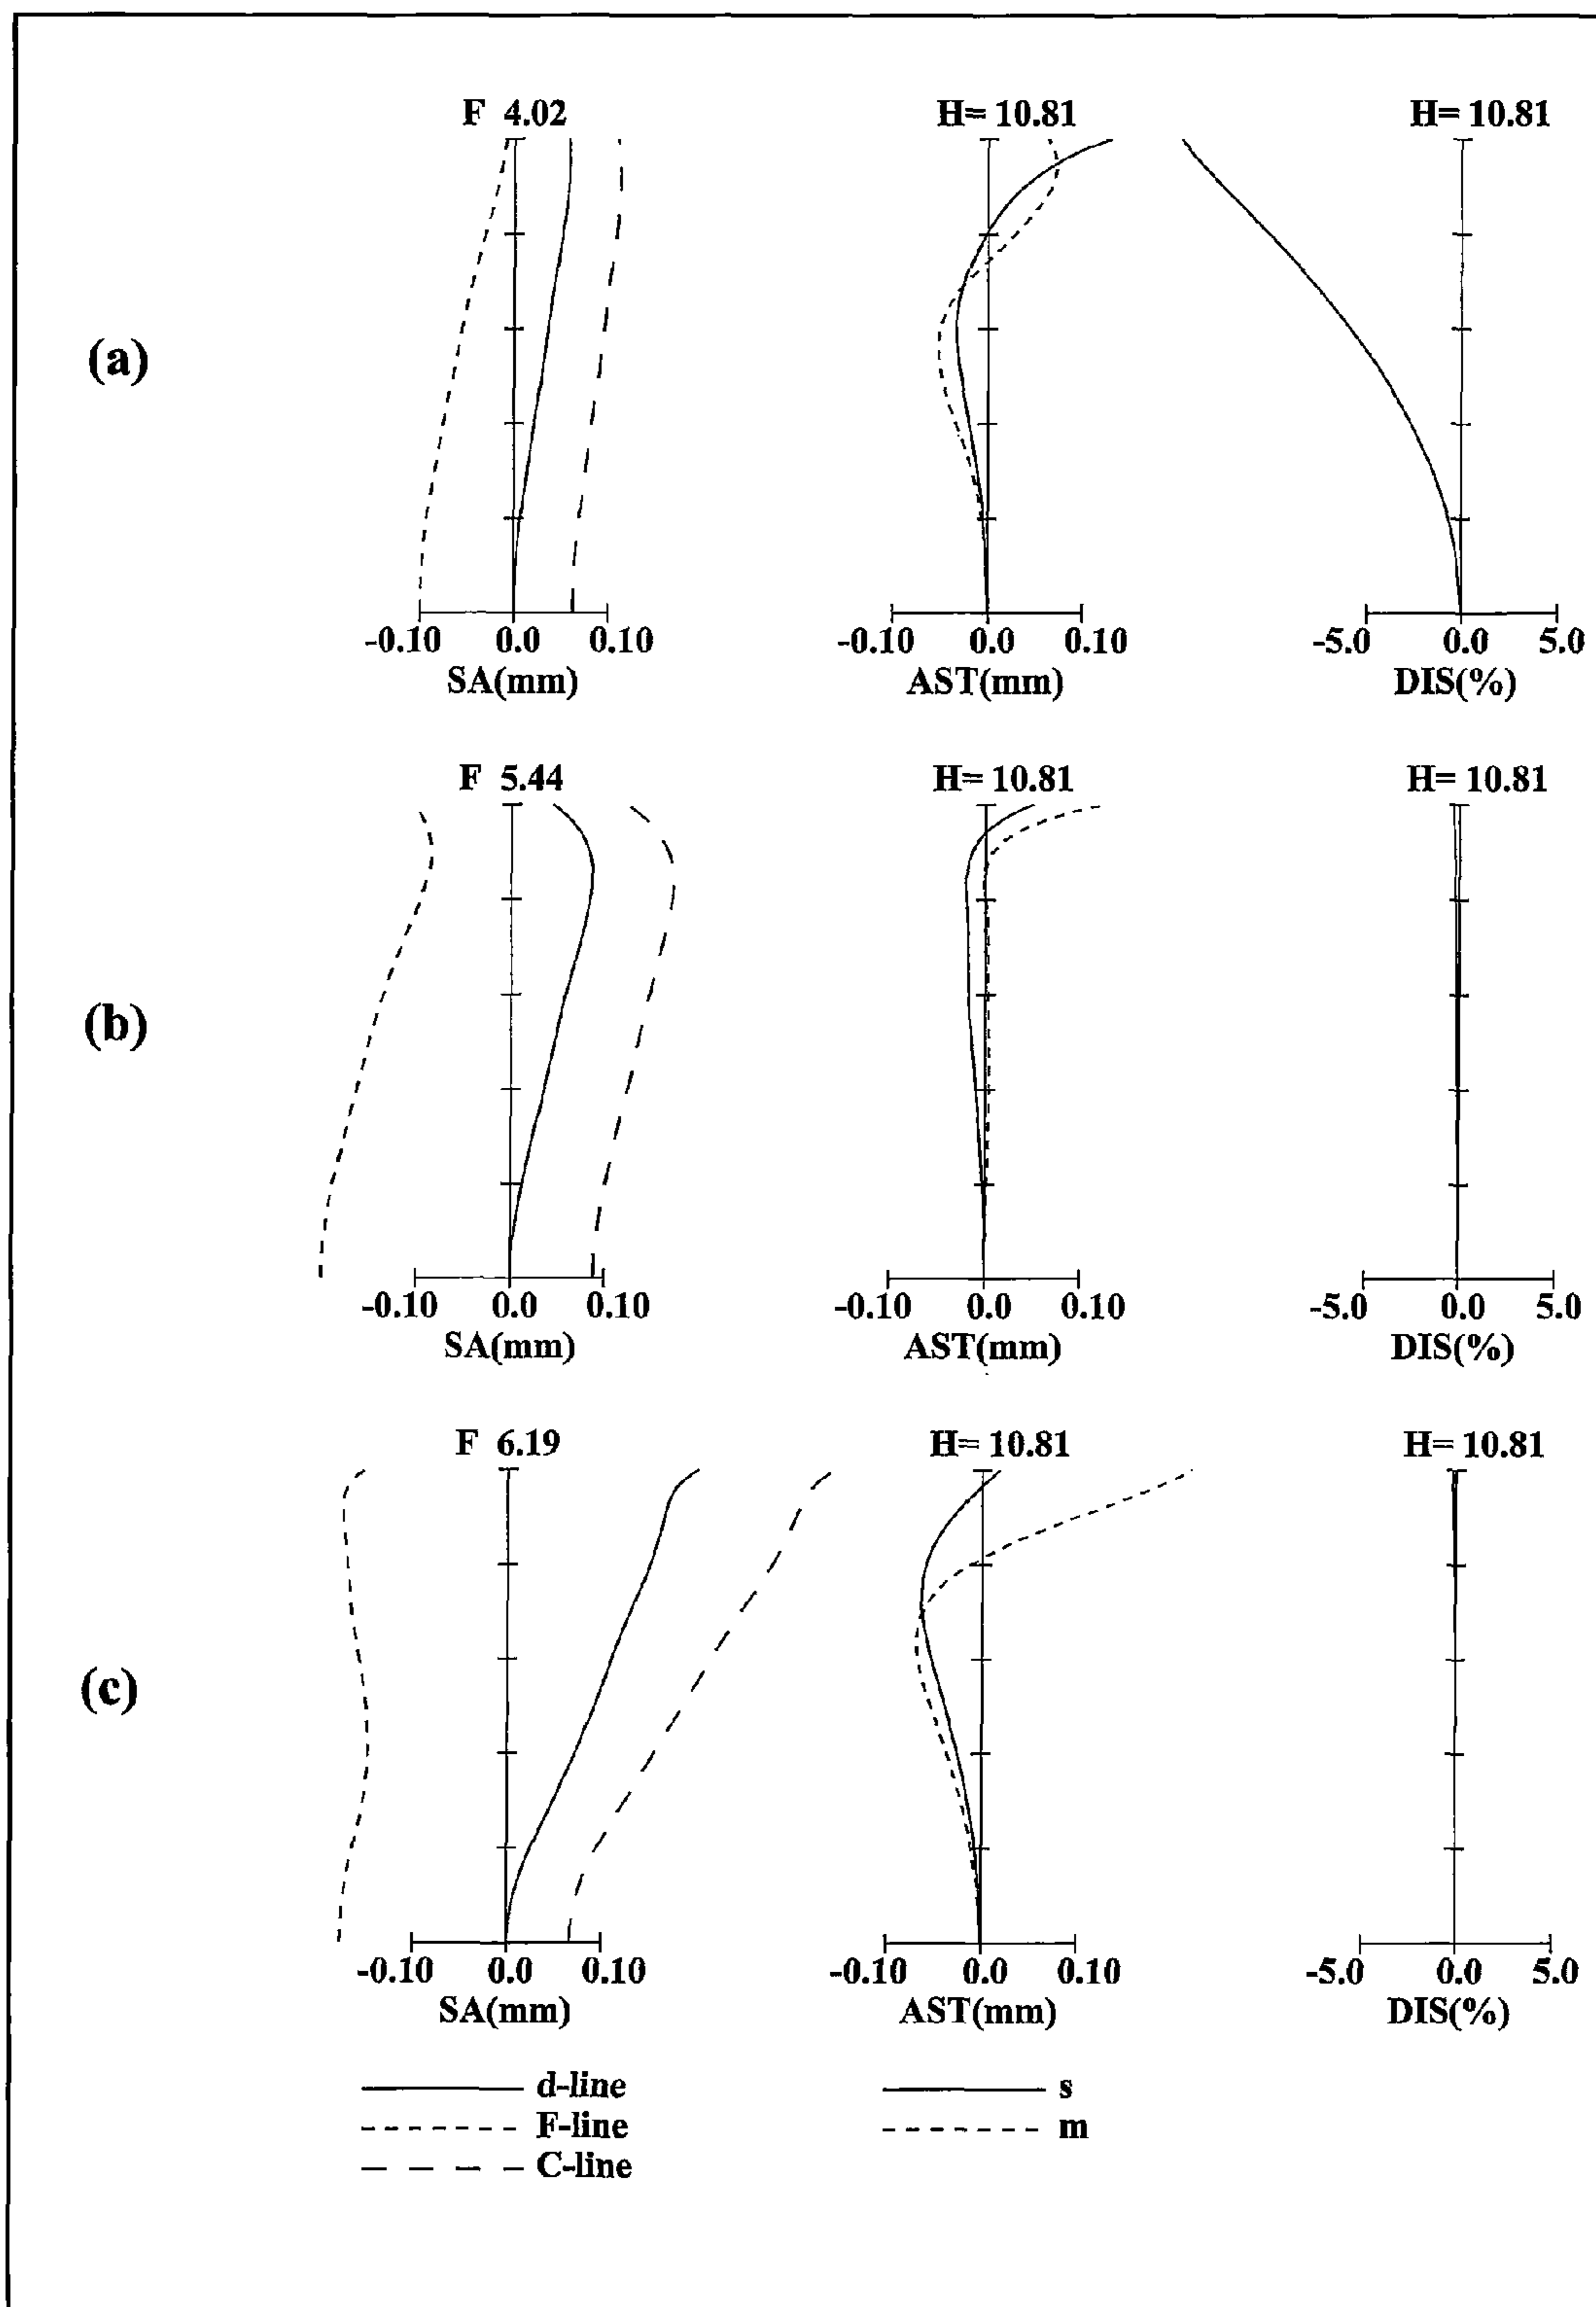 F 4.02 H= 10.81 H= 10.81
(a)
-0.10 0.0 0.10 -0.10 0.0 0.10 -5.0 0.0 5.0
SA(mm) AST(mm) DIS(%)
F 5.44 H= 10.81 H= 10.81
(b)
-0.10 0.0 0.10 -0.10 0.0 0.10 -5.0 0.0 5.0
SA(mm) AST(mm) DIS(%)
F 6.19 H= 10.81 H= 10.81
(c)
-0.10 0.0 0.10 -0.10 0.0 0.10 -5.0 0.0 5.0
SA(mm) AST(mm) DIS(%)
d-line s
F-line m
C-line